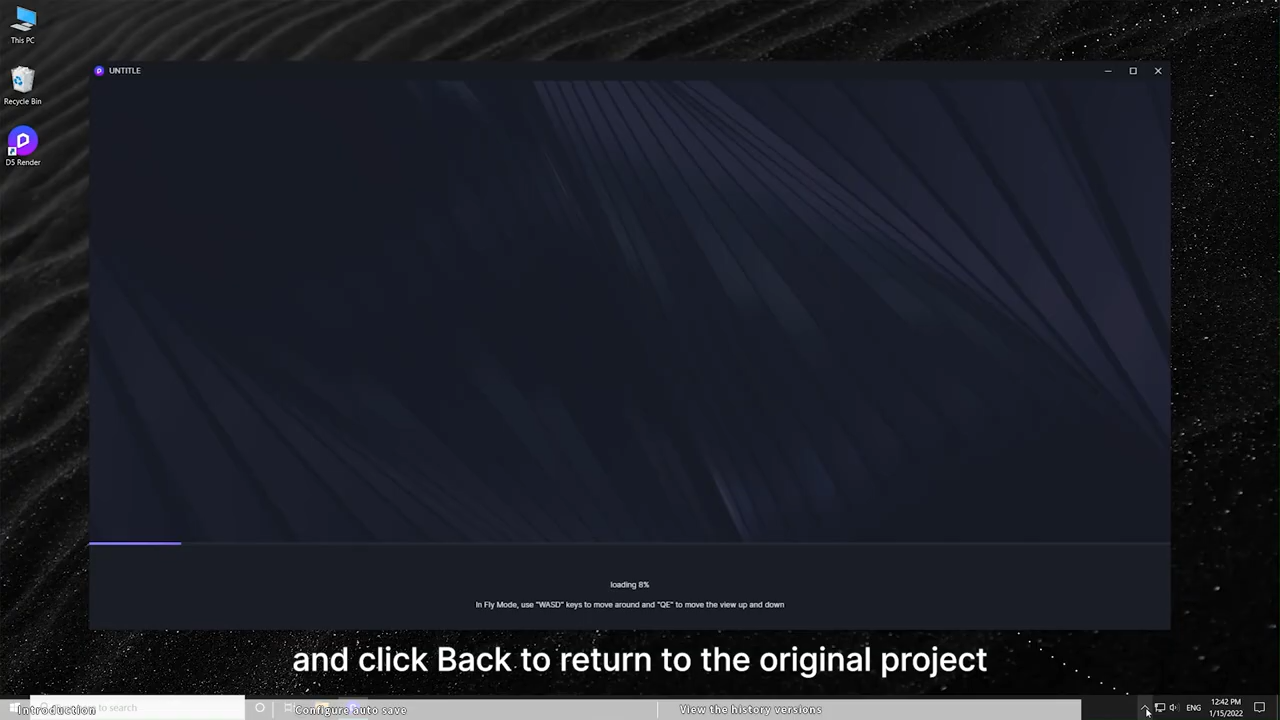 This PC
Recycle Bin
D5 Render
UNTITLE
loading 8%
In Fly Mode, use "WASD" keys to move around and "QE" to move the view up and down
and click Back to return to the original project
Introduction
to search
Configure auto save
View the history versions
ENG
12:42 PM
1/15/2022